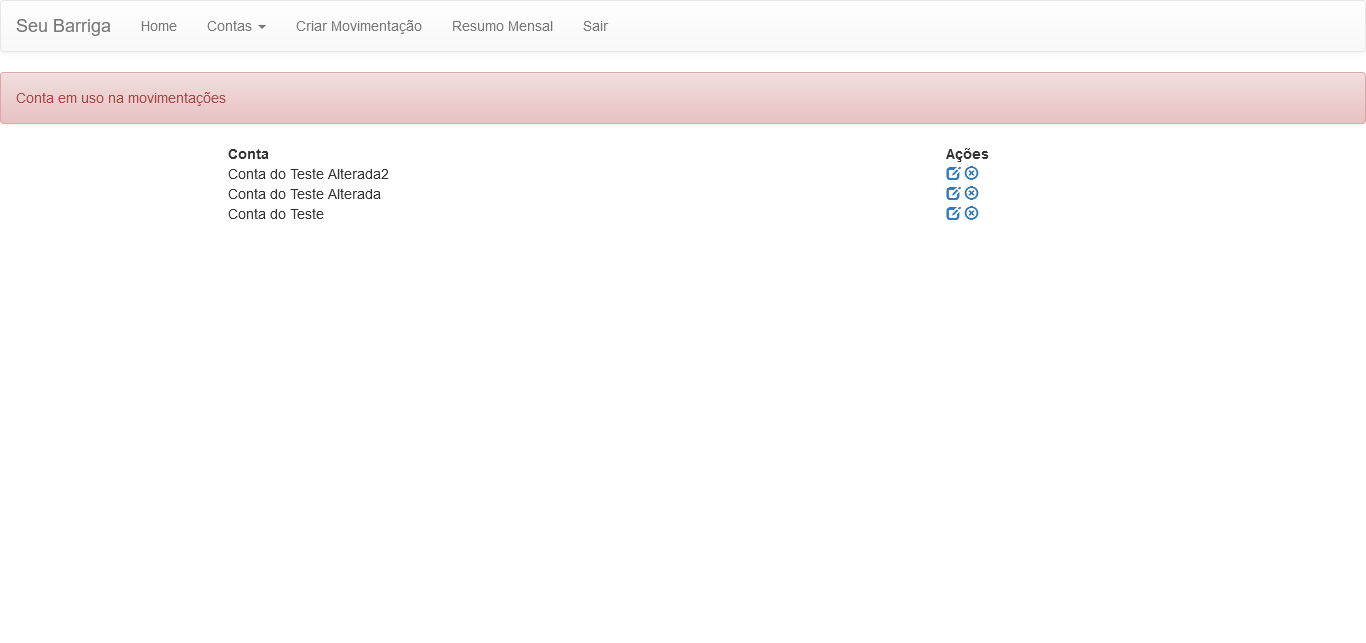 Seu Barriga Home Contas Criar Movimentação Resumo Mensal Sair
Conta em uso na movimentações
Conta Ações
Conta do Teste Alterada2
Conta do Teste Alterada
Conta do Teste